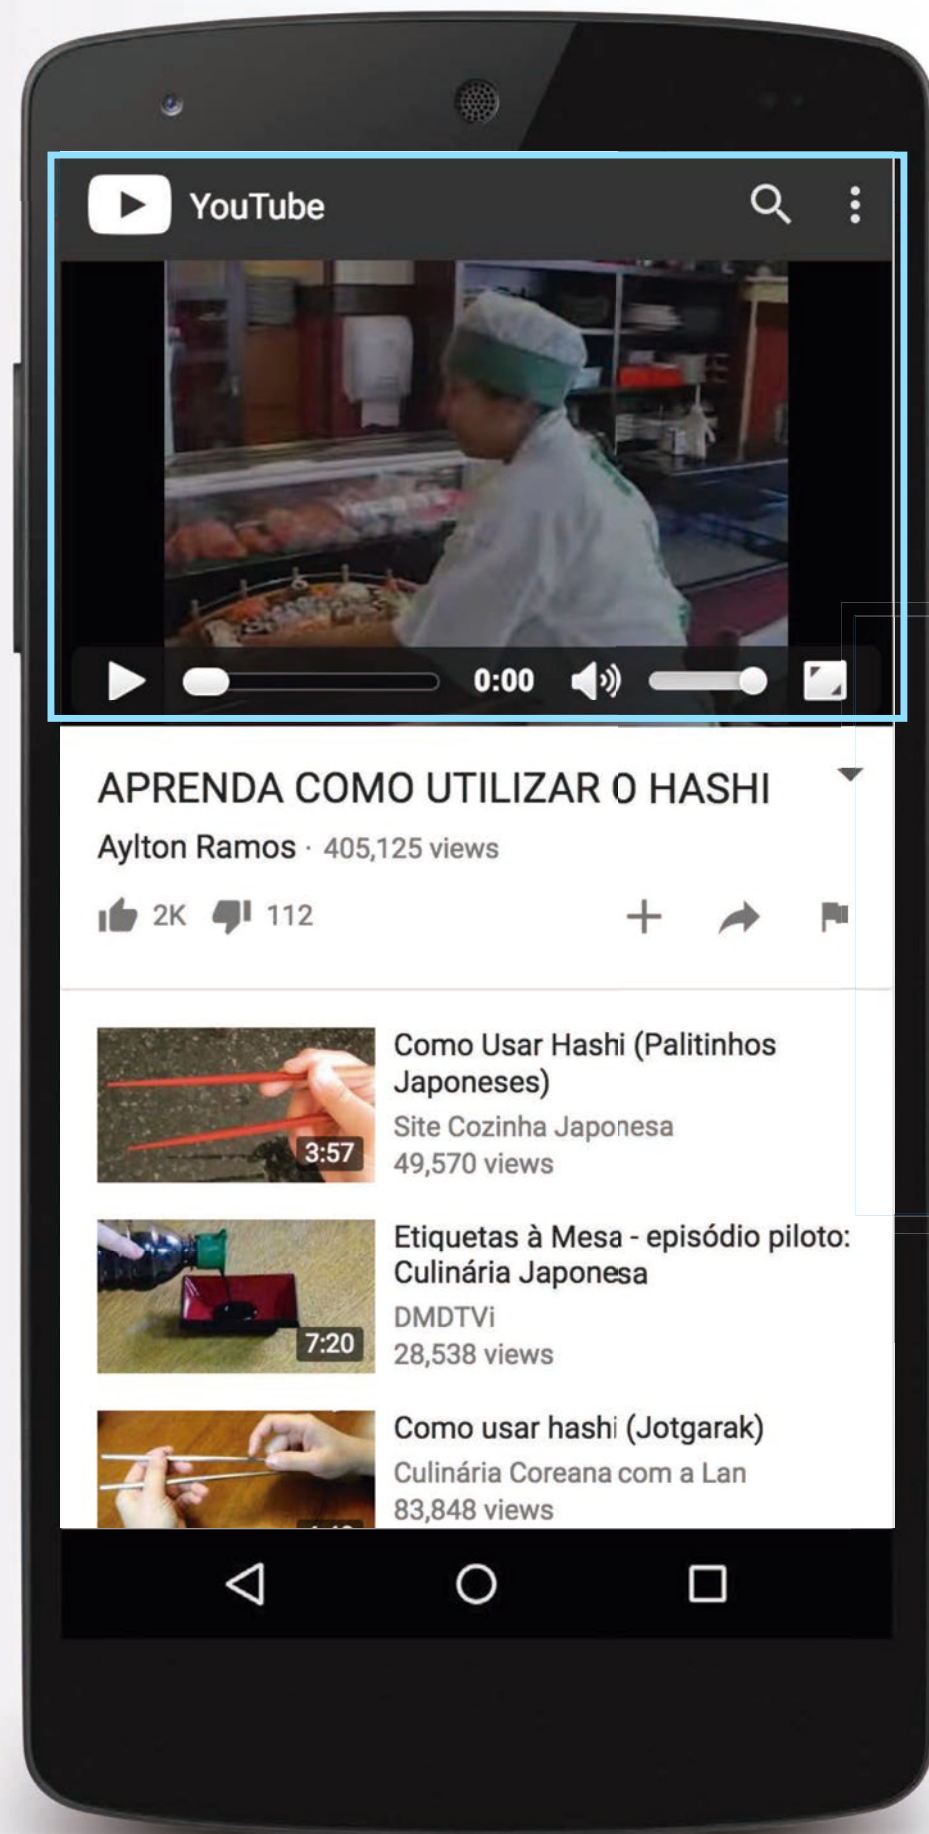 YouTube
0:00
APRENDA COMO UTILIZAR O HASHI
Aylton Ramos · 405,125 views
2K 112
3:57
Como Usar Hashi (Palitinhos
Japoneses)
Site Cozinha Japonesa
49,570 views
7:20
Etiquetas à Mesa - episódio piloto:
Culinária Japonesa
DMDTVi
28,538 views
Como usar hashi (Jotgarak)
Culinária Coreana com a Lan
83,848 views